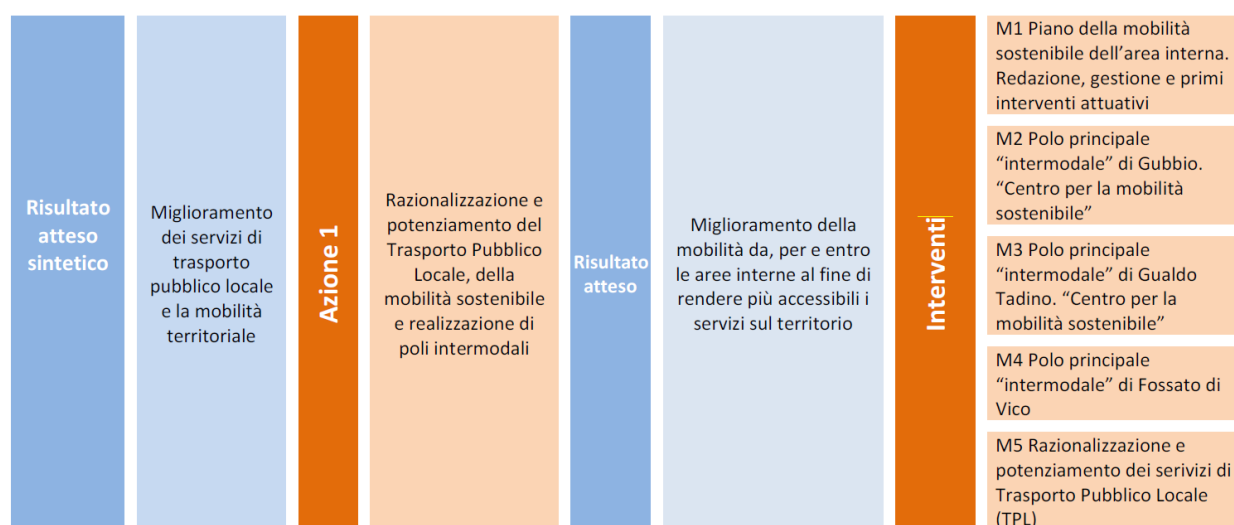 Risultato
atteso
sintetico
Miglioramento
dei servizi di
trasporto
pubblico locale
e la mobilità
territoriale
Azione 1
Razionalizzazione e
potenziamento del
Trasporto Pubblico
Locale, della
mobilità sostenibile
e realizzazione di
poli intermodali
Risultato
atteso
Miglioramento della
mobilità da, per e entro
le aree interne al fine di
rendere più accessibili i
servizi sul territorio
Interventi
M1 Piano della mobilità
sostenibile dell’area interna.
Redazione, gestione e primi
interventi attuativi
M2 Polo principale
“intermodale” di Gubbio.
“Centro per la mobilità
sostenibile”
M3 Polo principale
“intermodale” di Gualdo
Tadino. “Centro per la
mobilità sostenibile”
M4 Polo principale
“intermodale” di Fossato di
Vico
M5 Razionalizzazione e
potenziamento dei serivizi di
Trasporto Pubblico Locale
(TPL)